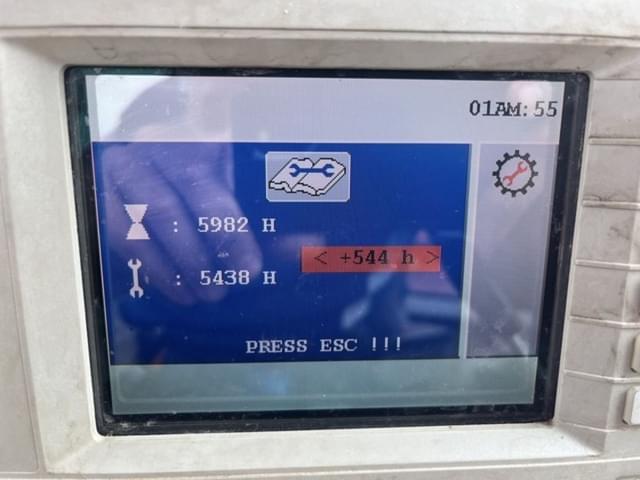 01AM:55
: 5982 H
< +544 h >
: 5438 H
PRESS ESC !!!